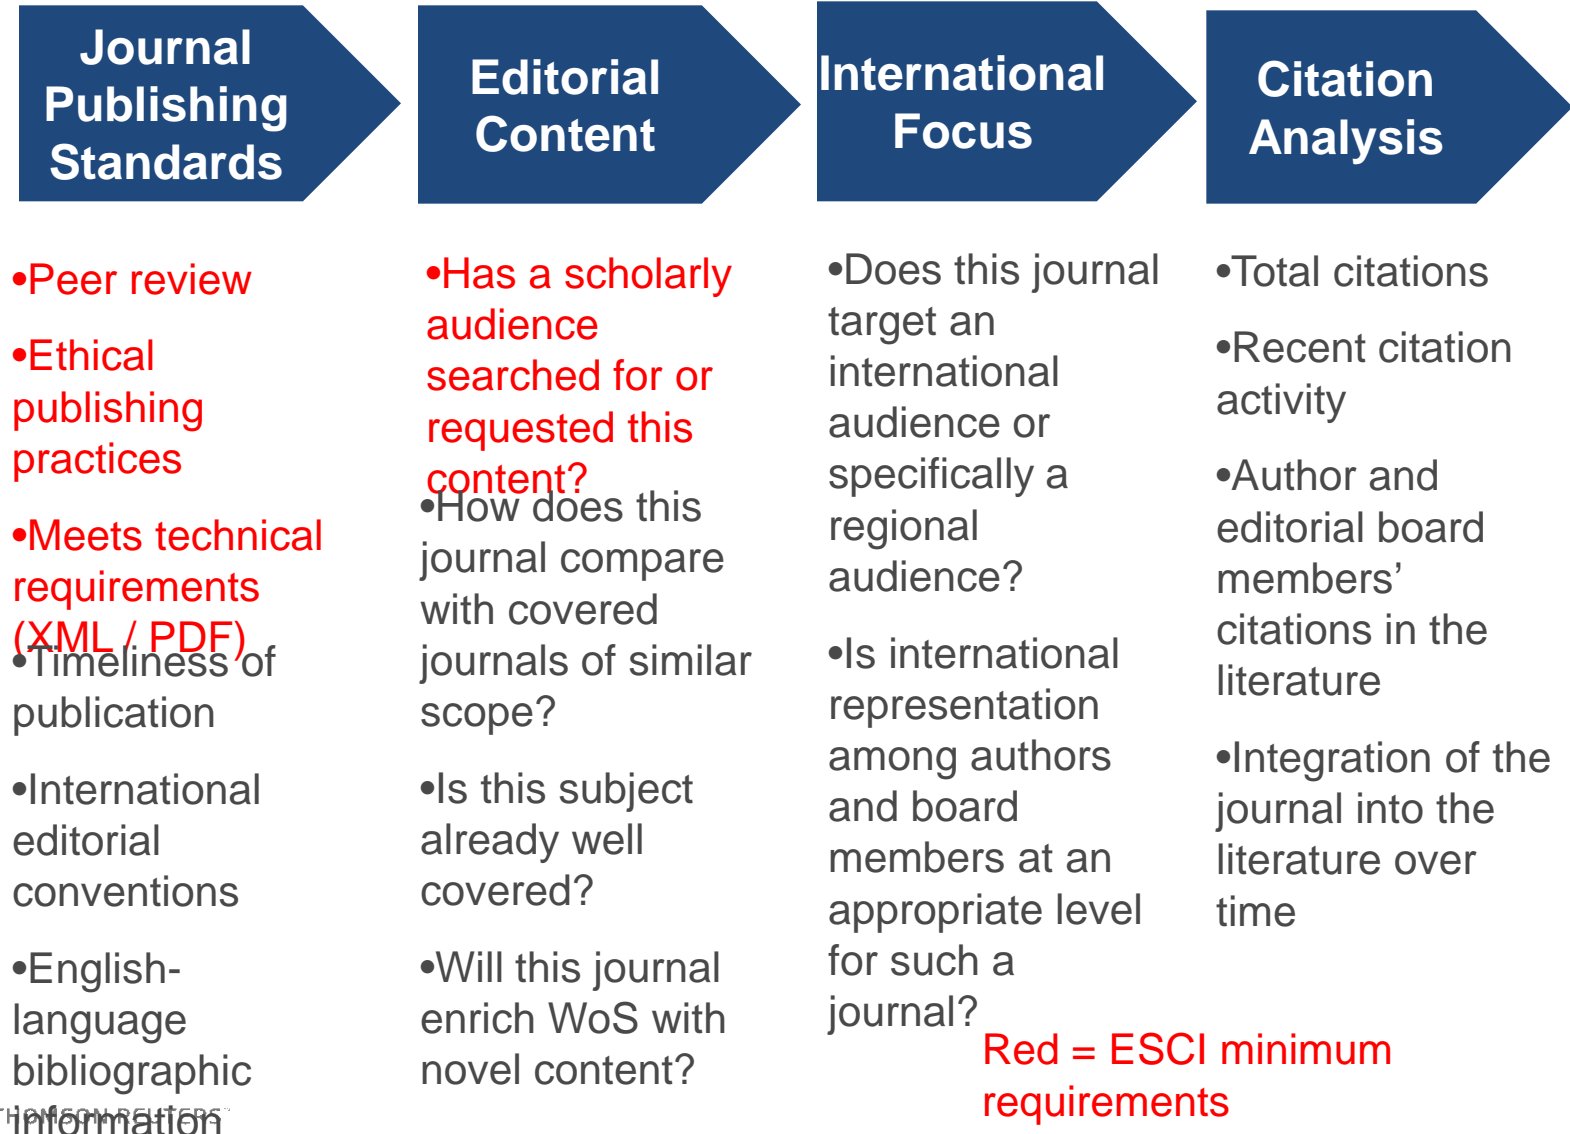 Journal
Publishing
Standards
•Peer review
•Ethical
publishing
practices
•Meets technical
requirements
(XML / PDF)
•Timeliness of
publication
•International
editorial
conventions
•English-
language
bibliographic
information
THOMSON REUTERS™
Editorial
Content
•Has a scholarly
audience
searched for or
requested this
content?
•How does this
journal compare
with covered
journals of similar
scope?
•Is this subject
already well
covered?
•Will this journal
enrich WoS with
novel content?
International
Focus
•Does this journal
target an
international
audience or
specifically a
regional
audience?
•Is international
representation
among authors
and board
members at an
appropriate level
for such a
journal?
Citation
Analysis
•Total citations
•Recent citation
activity
•Author and
editorial board
members’
citations in the
literature
•Integration of the
journal into the
literature over
time
Red = ESCI minimum
requirements